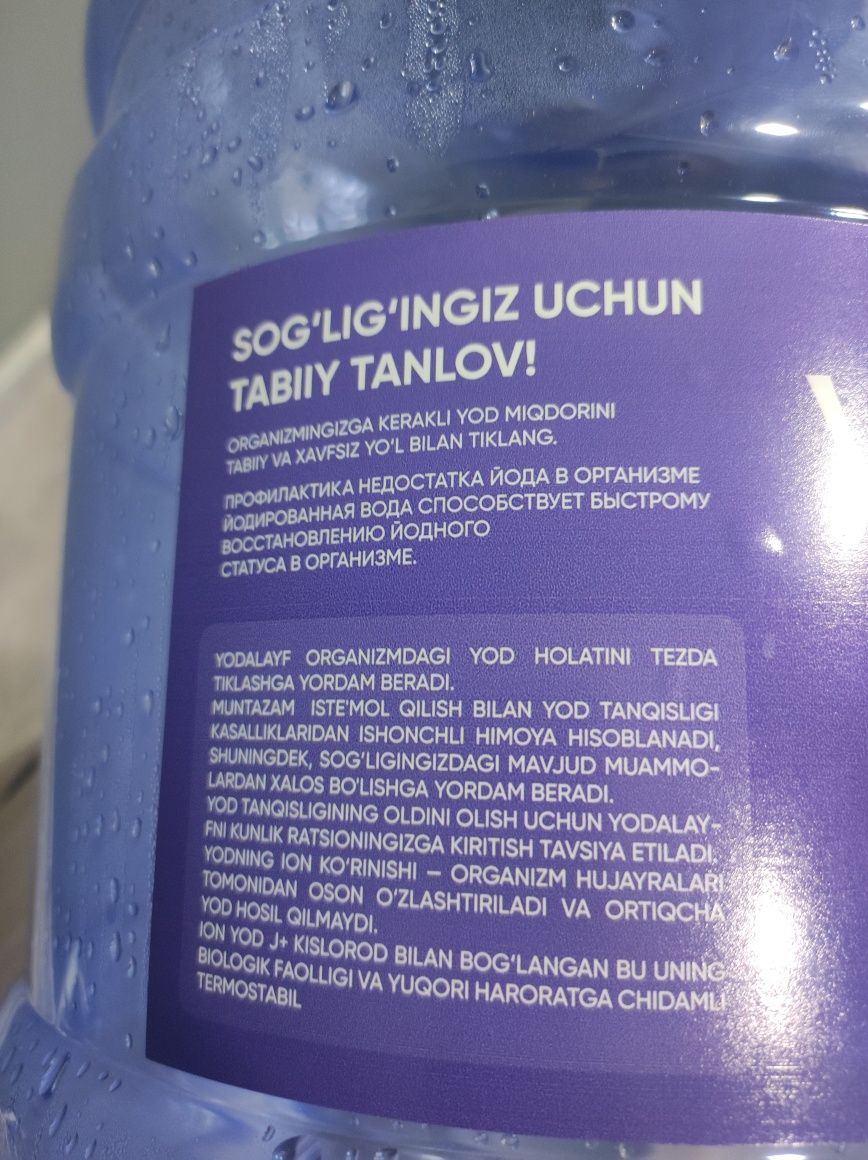 SOG‘LIG‘INGIZ UCHUN
TABIIY TANLOV!
ORGANIZMINGIZGA KERAKLI YOD MIQDORINI
TABIIY VA XAVFSIZ YO‘L BILAN TIKLANG.
ПРОФИЛАКТИКА НЕДОСТАТКА ЙОДА В ОРГАНИЗМЕ
ЙОДИРОВАННАЯ ВОДА СПОСОБСТВУЕТ БЫСТРОМУ
ВОССТАНОВЛЕНИЮ ЙОДНОГО
СТАТУСА В ОРГАНИЗМЕ.
YODALAYF ORGANIZMDAGI YOD HOLATINI TEZDA
TIKLASHGA YORDAM BERADI.
MUNTAZAM ISTE'MOL QILISH BILAN YOD TANQISLIGI
KASALLIKLARIDAN ISHONCHLI HIMOYA HISOBLANADI,
SHUNINGDEK, SOG‘LIGINGIZDAGI MAVJUD MUAMMO-
LARDAN XALOS BO'LISHGA YORDAM BERADI.
YOD TANQISLIGINING OLDINI OLISH UCHUN YODALAY-
FNI KUNLIK RATSIONINGIZGA KIRITISH TAVSIYA ETILADI.
YODNING ION KO‘RINISHI – ORGANIZM HUJAYRALARI
TOMONIDAN OSON O‘ZLASHTIRILADI VA ORTIQCHA
YOD HOSIL QILMAYDI.
ION YOD J+ KISLOROD BILAN BOG‘LANGAN BU UNING
BIOLOGIK FAOLLIGI VA YUQORI HARORATGA CHIDAMLI
TERMOSTABIL